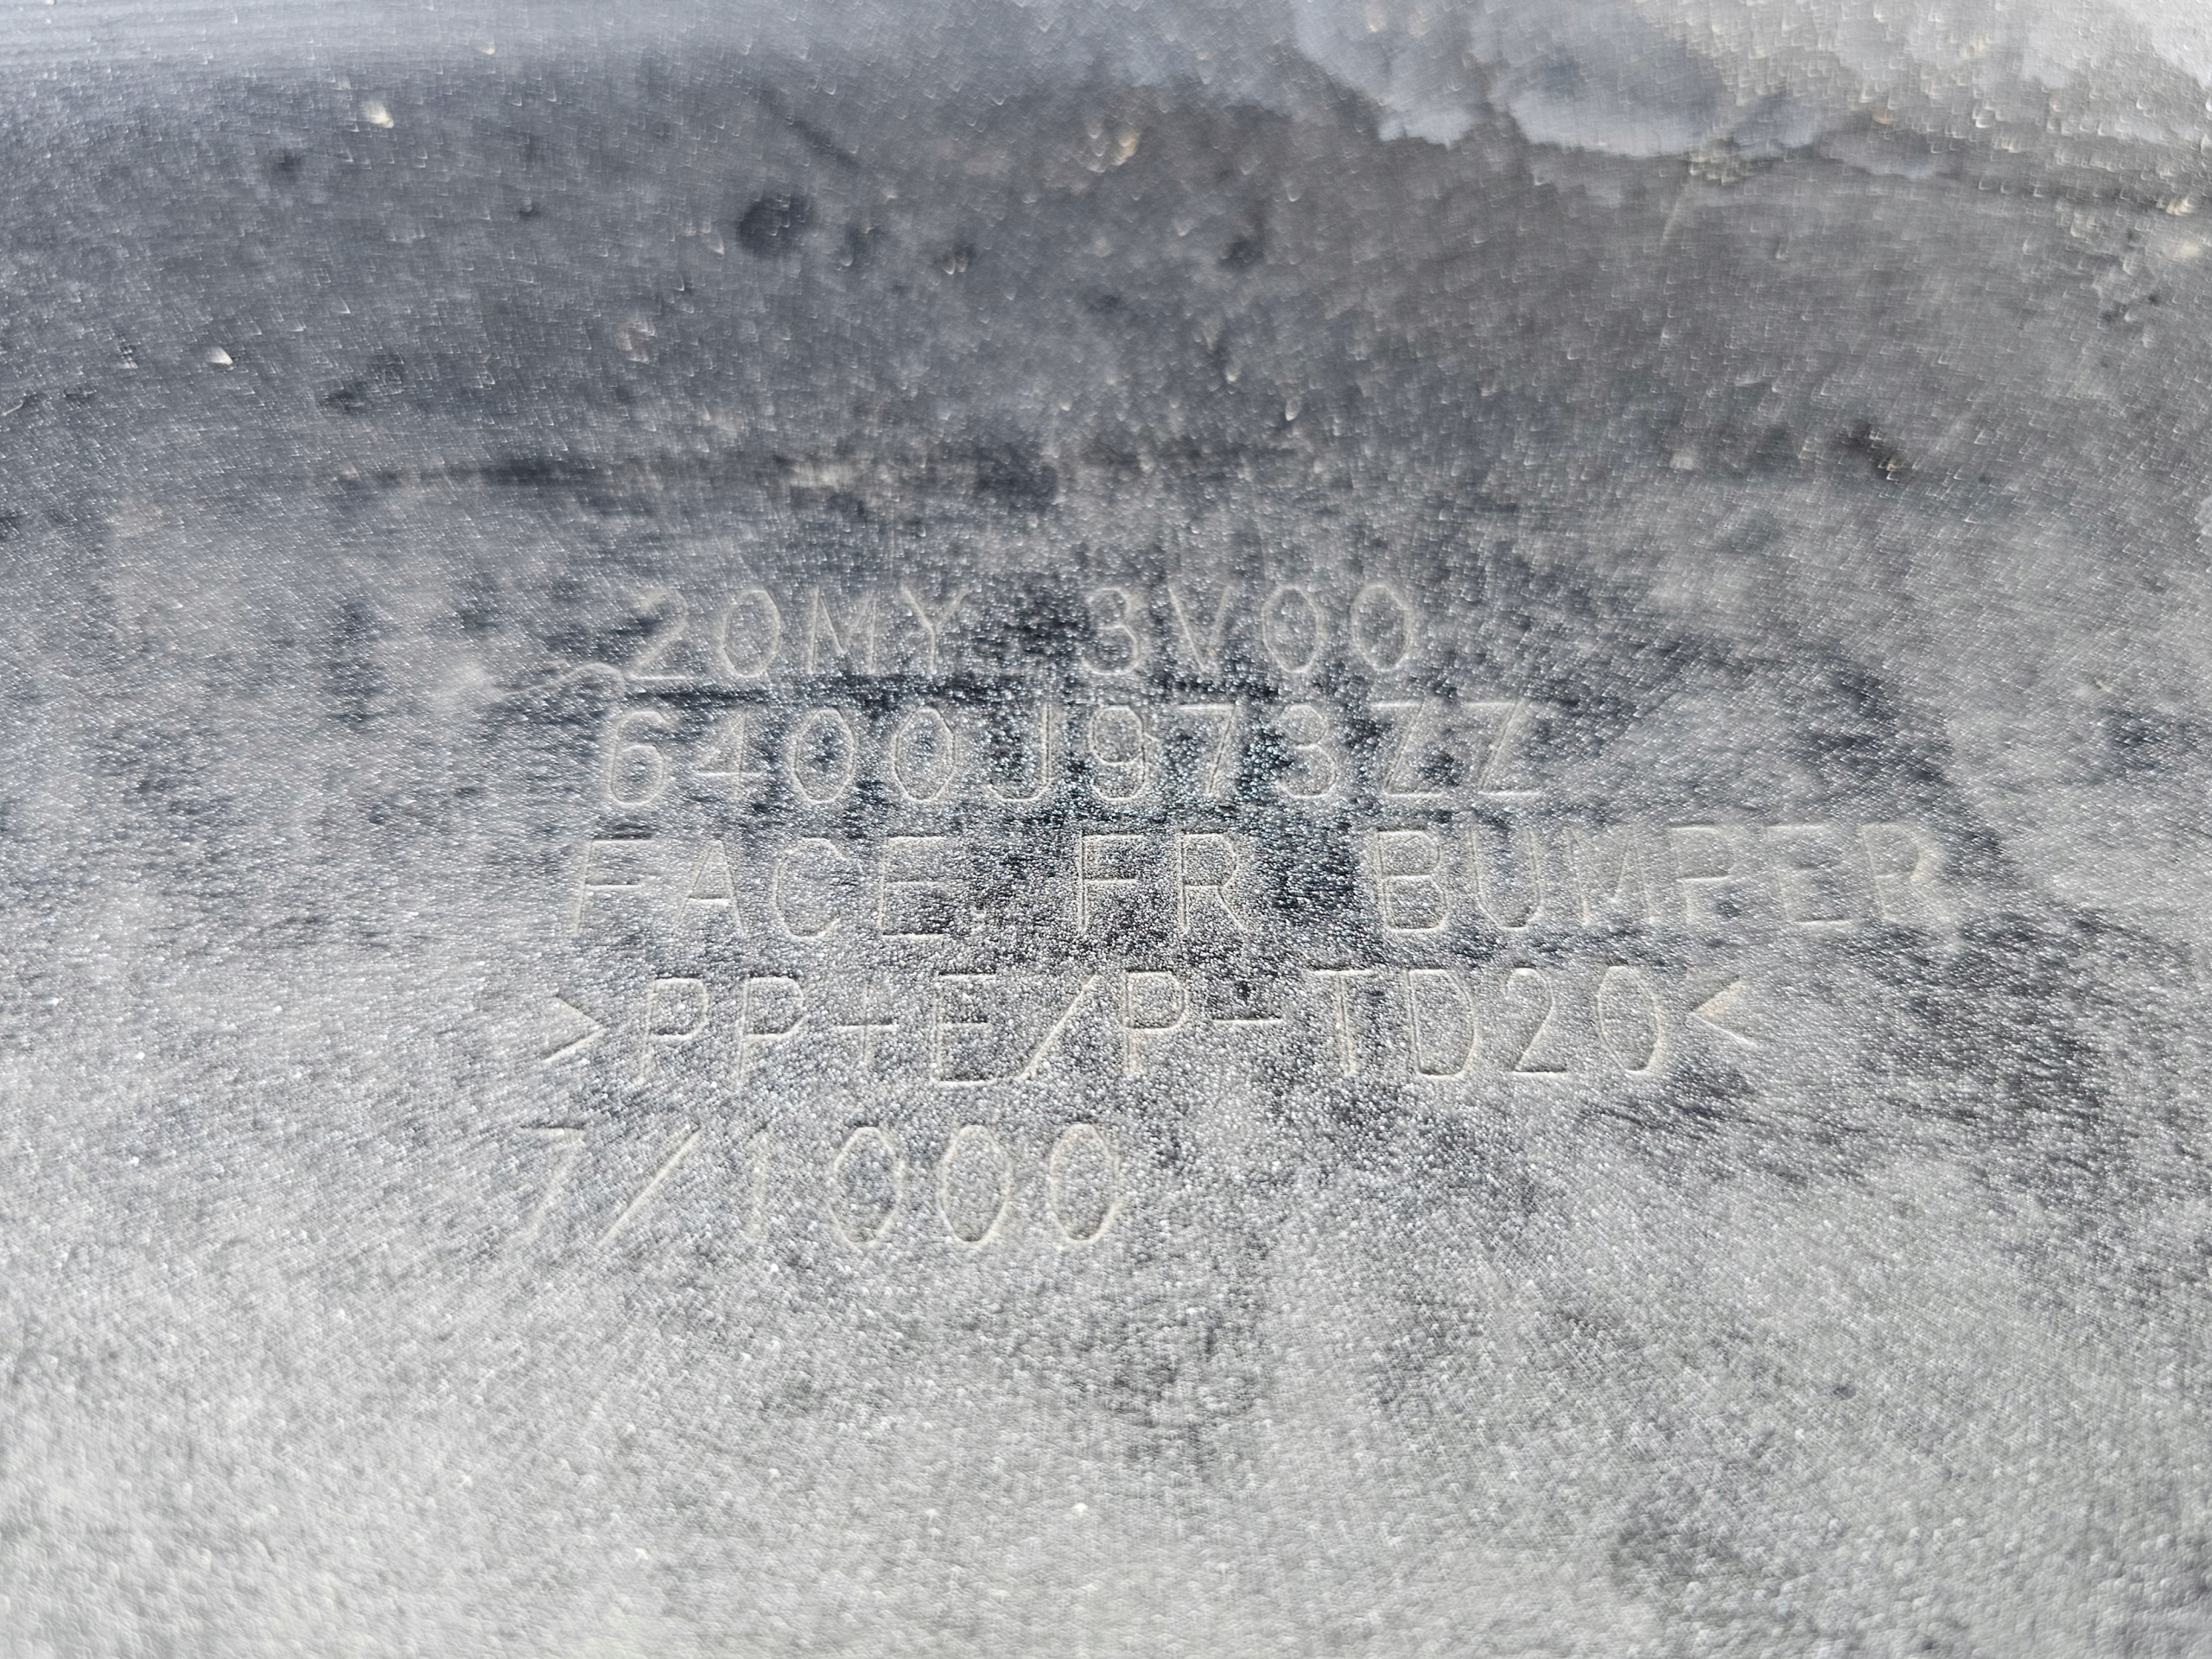 20MY 3V00
6400J973ZZ
FACE,FR BUMPER
>PP+E/P-TD20<
7/1000